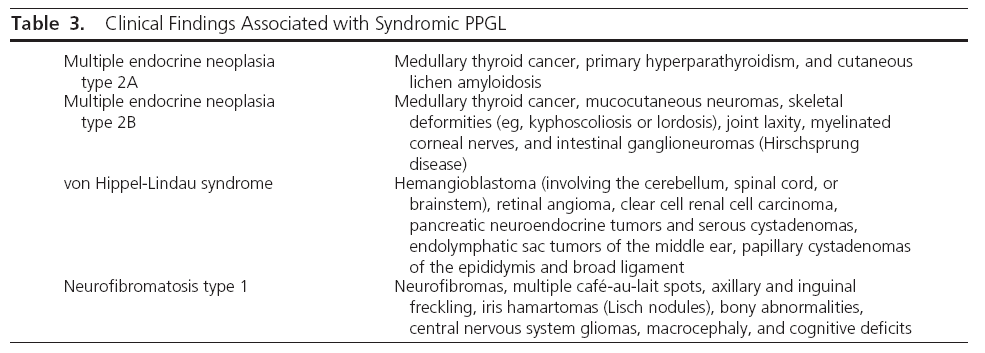 Table 3. Clinical Findings Associated with Syndromic PPGL
Multiple endocrine neoplasia
type 2A
Medullary thyroid cancer, primary hyperparathyroidism, and cutaneous
lichen amyloidosis
Multiple endocrine neoplasia
type 2B
Medullary thyroid cancer, mucocutaneous neuromas, skeletal
deformities (eg, kyphoscoliosis or lordosis), joint laxity, myelinated
corneal nerves, and intestinal ganglioneuromas (Hirschsprung
disease)
von Hippel-Lindau syndrome
Hemangioblastoma (involving the cerebellum, spinal cord, or
brainstem), retinal angioma, clear cell renal cell carcinoma,
pancreatic neuroendocrine tumors and serous cystadenomas,
endolymphatic sac tumors of the middle ear, papillary cystadenomas
of the epididymis and broad ligament
Neurofibromatosis type 1
Neurofibromas, multiple café-au-lait spots, axillary and inguinal
freckling, iris hamartomas (Lisch nodules), bony abnormalities,
central nervous system gliomas, macrocephaly, and cognitive deficits